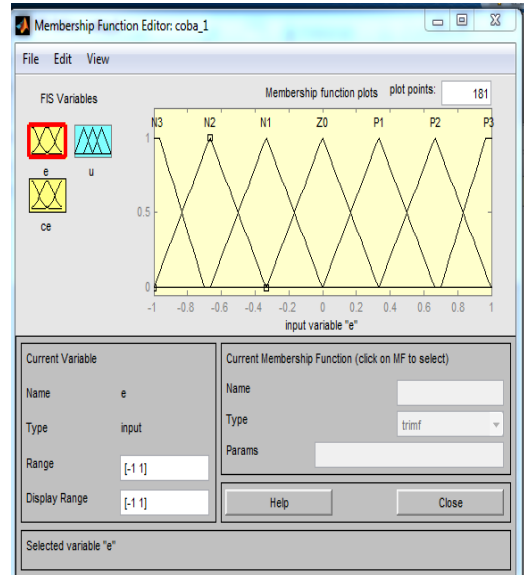 Membership Function Editor: coba_1
File Edit View
FIS Variables
Membership function plots plot points: 181
e u
ce
N3 N2 N1 Z0 P1 P2 P3
1
0.5
0
-1 -0.8 -0.6 -0.4 -0.2 0 0.2 0.4 0.6 0.8 1
input variable "e"
Current Variable
Name e
Type input
Range [-1 1]
Display Range [-1 1]
Current Membership Function (click on MF to select)
Name
Type trimf
Params
Help Close
Selected variable "e"